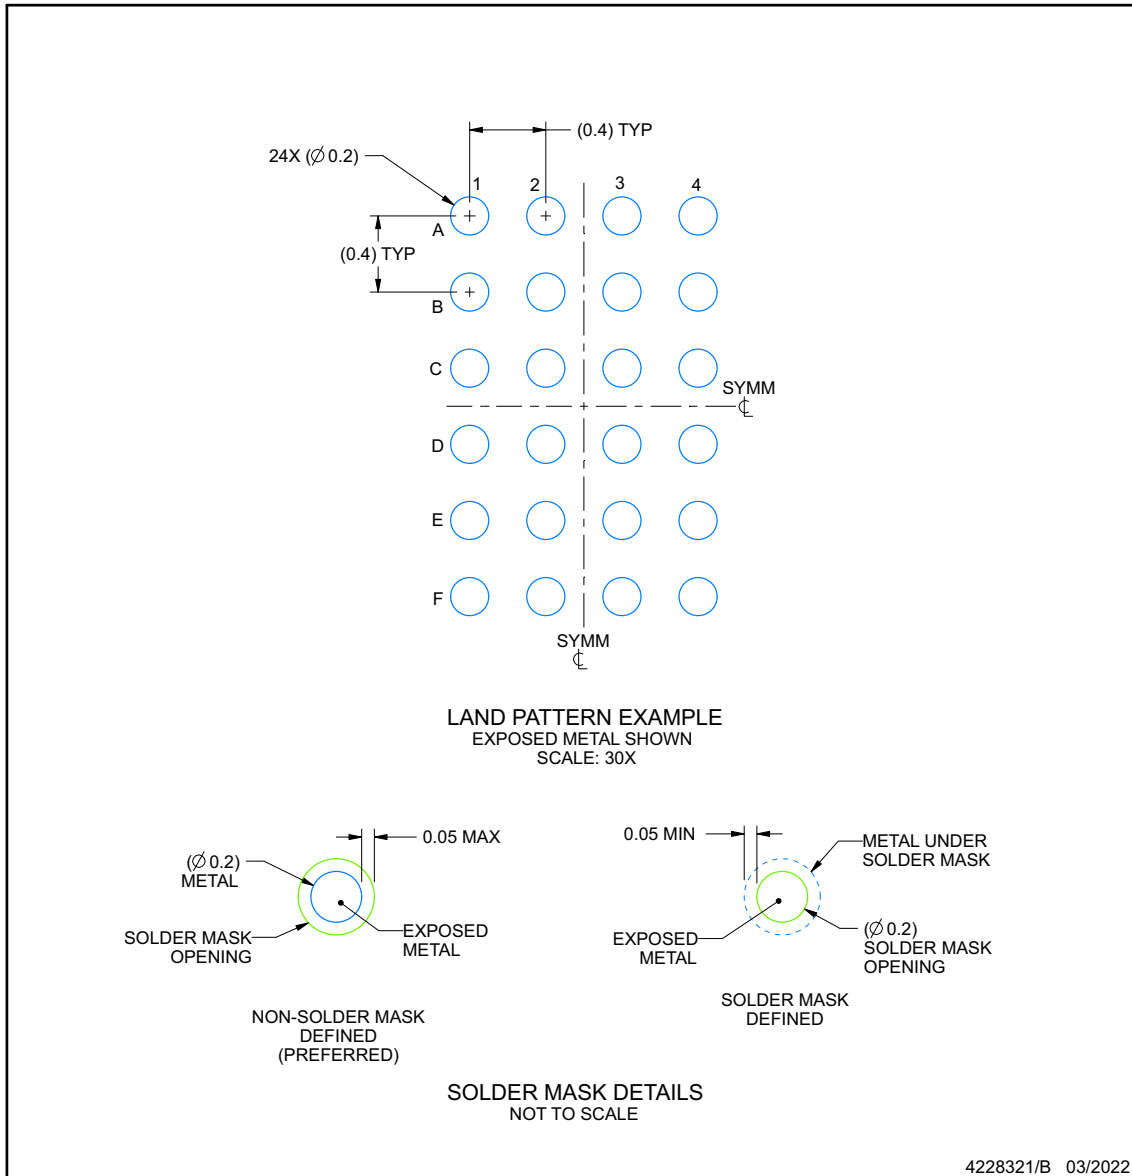 (0.4) TYP
24X (∅ 0.2)
1
2
3
4
A
(0.4) TYP
B
C
SYMM
℄
D
E
F
SYMM
℄
LAND PATTERN EXAMPLE
EXPOSED METAL SHOWN
SCALE: 30X
0.05 MAX
(∅ 0.2)
METAL
SOLDER MASK
OPENING
EXPOSED
METAL
NON-SOLDER MASK
DEFINED
(PREFERRED)
0.05 MIN
METAL UNDER
SOLDER MASK
EXPOSED
METAL
(∅ 0.2)
SOLDER MASK
OPENING
SOLDER MASK
DEFINED
SOLDER MASK DETAILS
NOT TO SCALE
4228321/B 03/2022